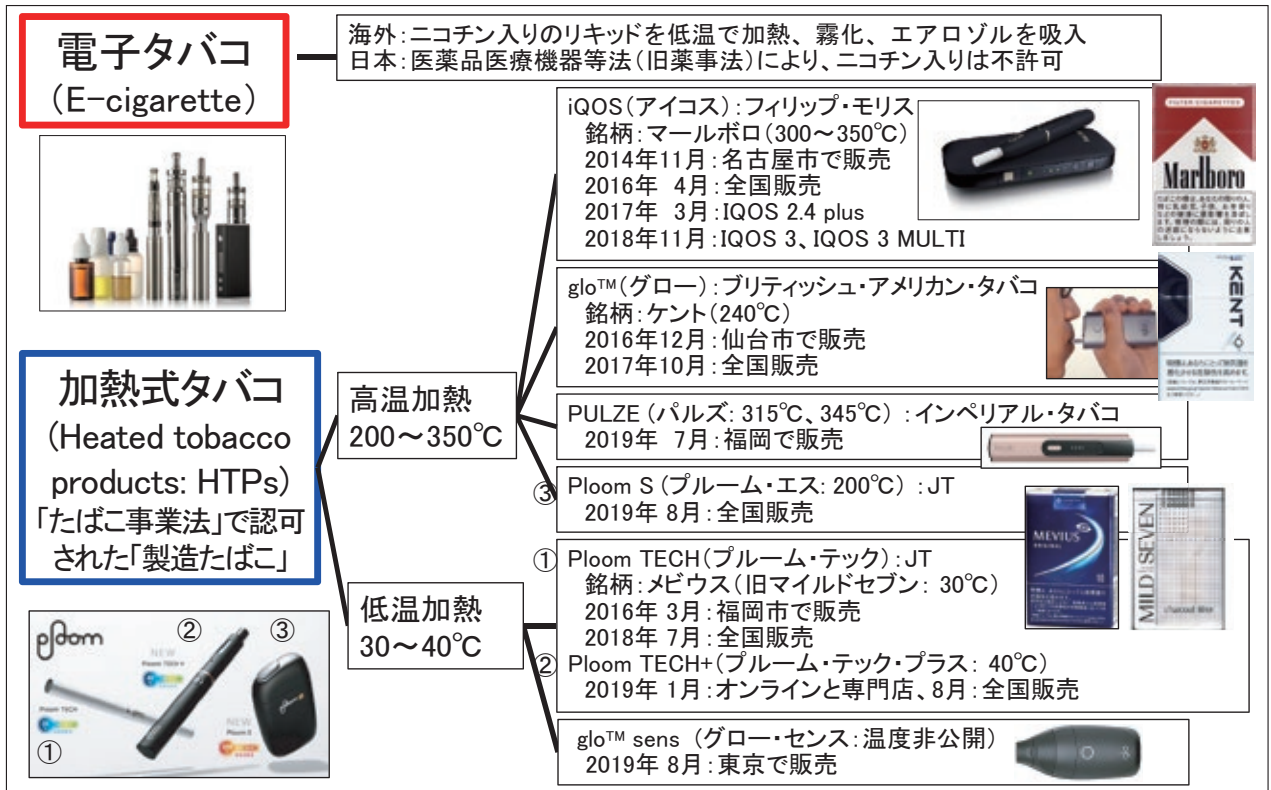 電子タバコ
(E-cigarette)
海外：ニコチン入りのリキッドを低温で加熱、霧化、エアロゾルを吸入
日本：医薬品医療機器等法（旧薬事法）により、ニコチン入りは不許可
iQOS（アイコス）：フィリップ・モリス
銘柄：マールボロ（300～350℃）
2014年11月：名古屋市で販売
2016年 4月：全国販売
2017年 3月：IQOS 2.4 plus
2018年11月：IQOS 3、IQOS 3 MULTI
FILTER CIGARETTES
Marlboro
glo™（グロー）：ブリティッシュ・アメリカン・タバコ
銘柄：ケント（240℃）
2016年12月：仙台市で販売
2017年10月：全国販売
KENT
6
加熱式タバコ
(Heated tobacco
products: HTPs)
「たばこ事業法」で認可
された「製造たばこ」
高温加熱
200～350℃
PULZE（パルズ: 315℃、345℃）：インペリアル・タバコ
2019年 7月：福岡で販売
③ Ploom S（プルーム・エス: 200℃）：JT
2019年 8月：全国販売
低温加熱
30～40℃
① Ploom TECH（プルーム・テック）：JT
銘柄：メビウス（旧マイルドセブン： 30℃）
2016年 3月：福岡市で販売
2018年 7月：全国販売
② Ploom TECH+（プルーム・テック・プラス： 40℃）
2019年 1月：オンラインと専門店、8月：全国販売
MEVIUS
ORIGINAL
10
MILD SEVEN
charcoal filter
glo™ sens （グロー・センス：温度非公開）
2019年 8月：東京で販売
ploom
②
③
NEW
Ploom TECH+
Ploom TECH
NEW
Ploom S
①